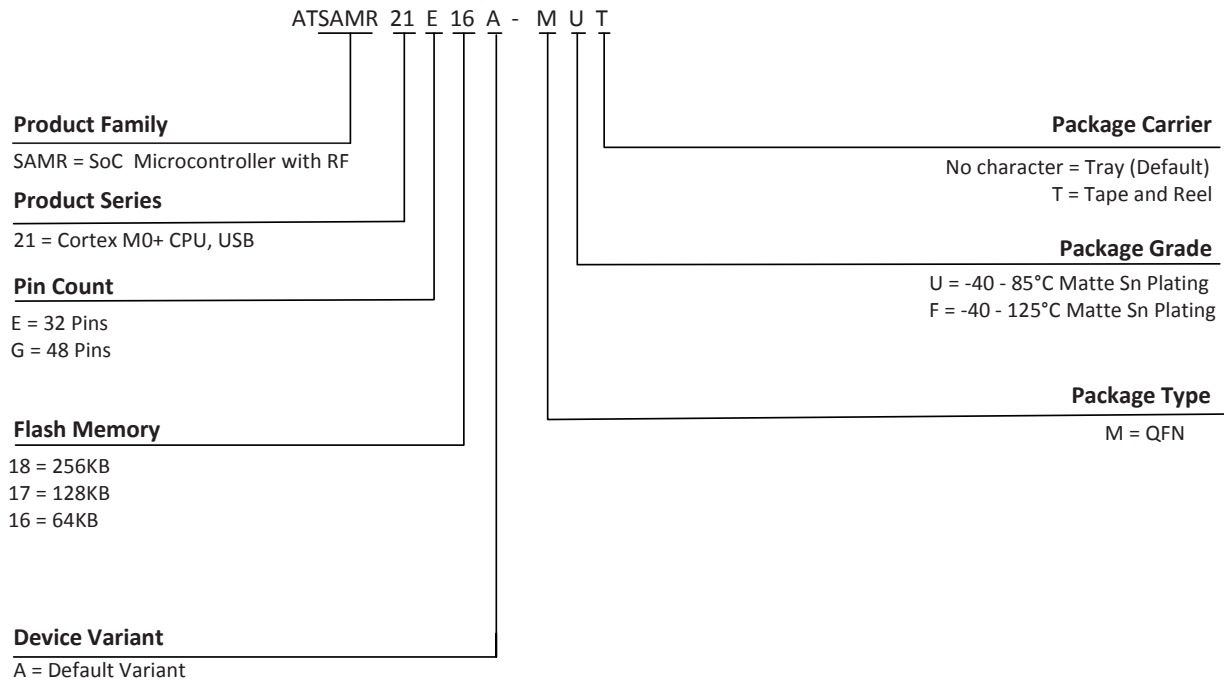 ATSAMR 21 E 16 A - M U T
Product Family
SAMR = SoC Microcontroller with RF
Product Series
21 = Cortex M0+ CPU, USB
Pin Count
E = 32 Pins
G = 48 Pins
Flash Memory
18 = 256KB
17 = 128KB
16 = 64KB
Device Variant
A = Default Variant
Package Carrier
No character = Tray (Default)
T = Tape and Reel
Package Grade
U = -40 - 85°C Matte Sn Plating
F = -40 - 125°C Matte Sn Plating
Package Type
M = QFN